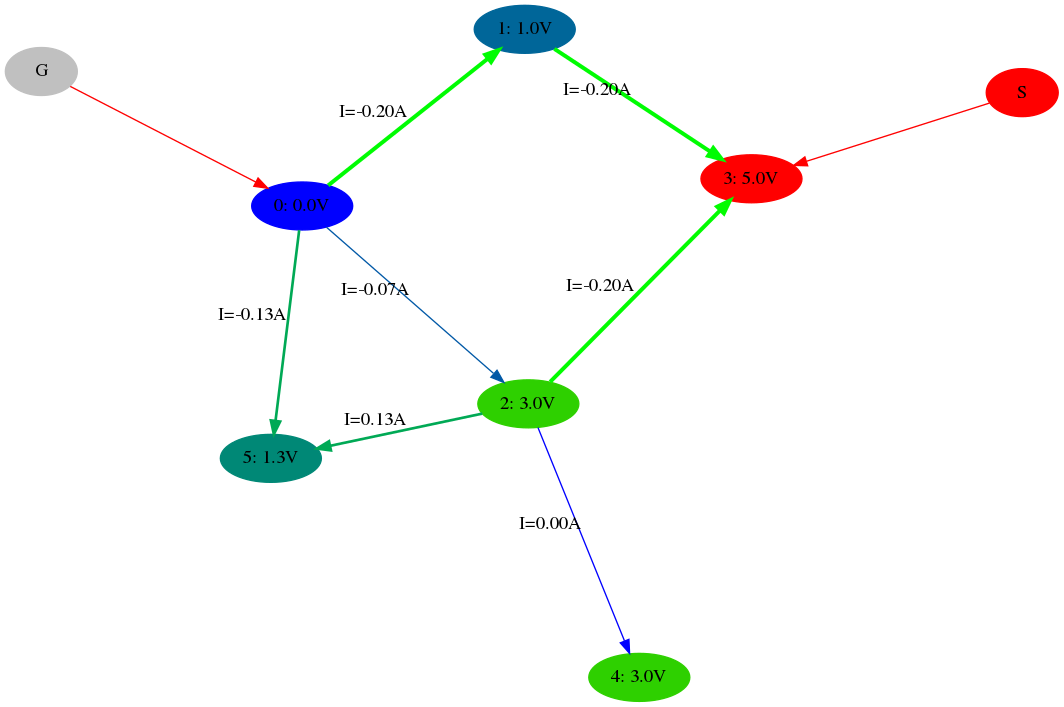 1: 1.0V
G
I=-0.20A
S
I=-0.20A
3: 5.0V
0: 0.0V
I=-0.07A
I=-0.20A
I=-0.13A
2: 3.0V
I=0.13A
5: 1.3V
I=0.00A
4: 3.0V